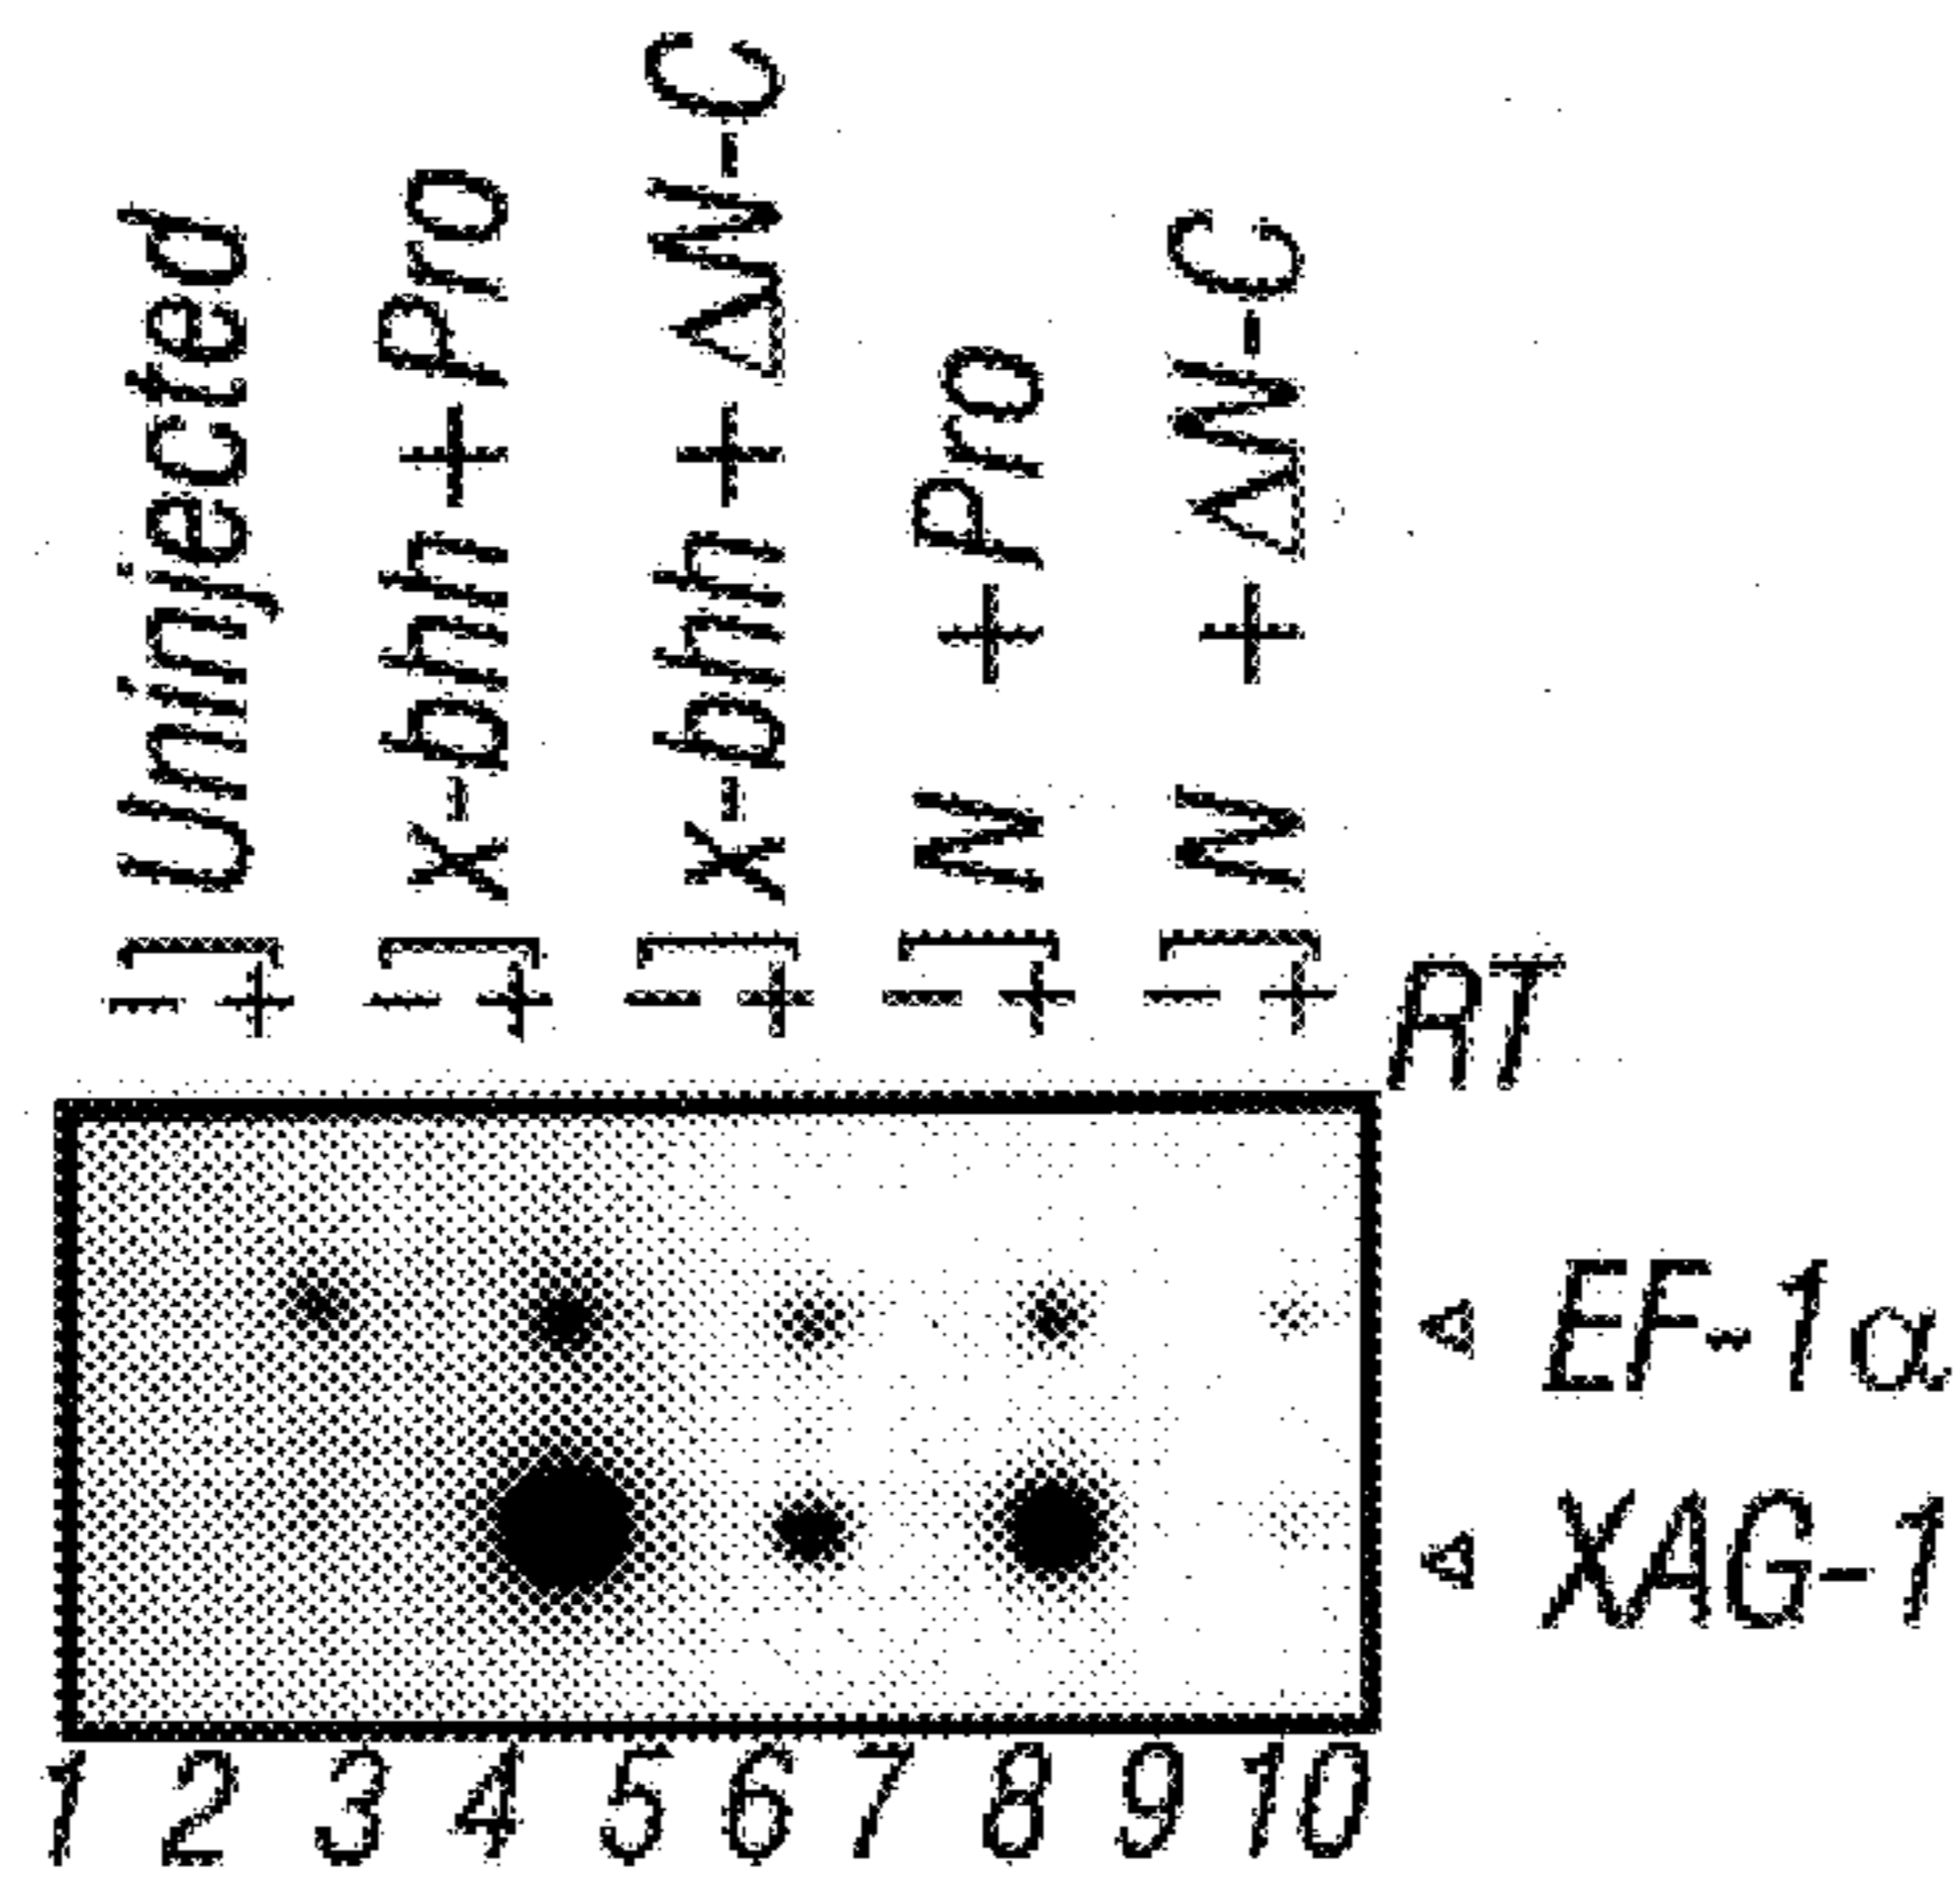 Uninjected
X-bhh + Pro
X-bhh + ΔN-C
N + Pro
N + ΔN-C
- + - + - + - + - + RT
EF-1α
XAG-1
1 2 3 4 5 6 7 8 9 10